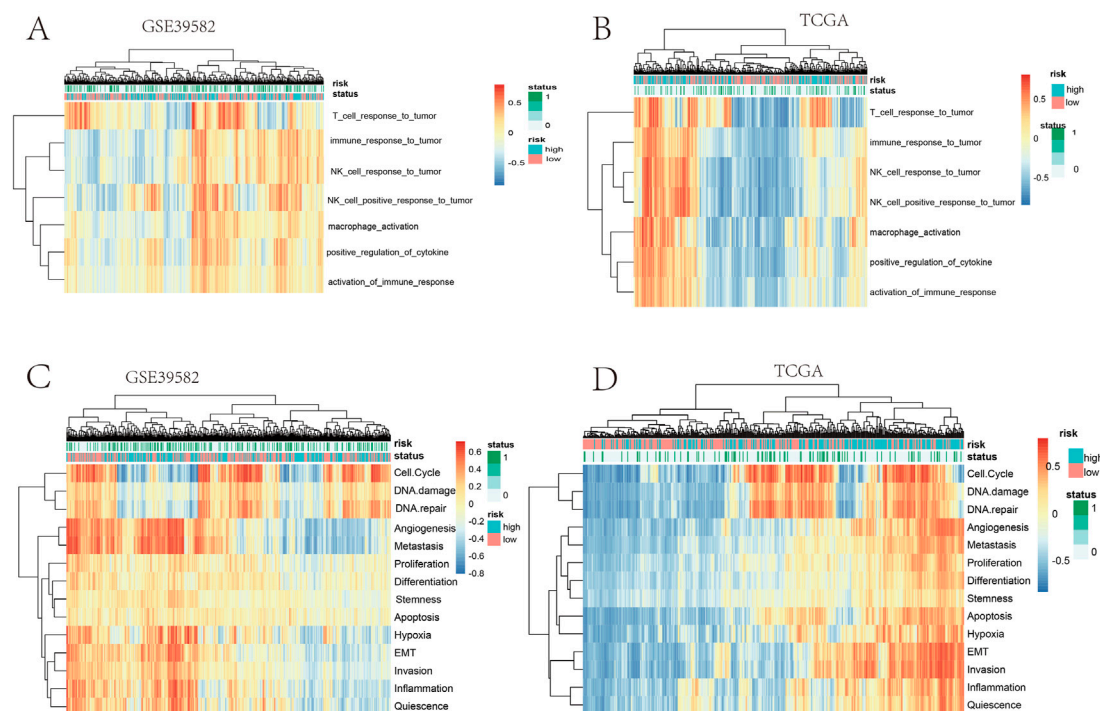 A
GSE39582
risk
status
T_cell_response_to_tumor
immune_response_to_tumor
NK_cell_response_to_tumor
NK_cell_positive_response_to_tumor
macrophage_activation
positive_regulation_of_cytokine
activation_of_immune_response
0.5
0
-0.5
status
1
0
risk
high
low
B
TCGA
risk
status
T_cell_response_to_tumor
immune_response_to_tumor
NK_cell_response_to_tumor
NK_cell_positive_response_to_tumor
macrophage_activation
positive_regulation_of_cytokine
activation_of_immune_response
0.5
0
-0.5
risk
high
low
status
1
0
C
GSE39582
risk
status
Cell.Cycle
DNA.damage
DNA.repair
Angiogenesis
Metastasis
Proliferation
Differentiation
Stemness
Apoptosis
Hypoxia
EMT
Invasion
Inflammation
Quiescence
0.6
0.4
0.2
0
-0.2
-0.4
-0.6
-0.8
status
1
0
risk
high
low
D
TCGA
risk
status
Cell.Cycle
DNA.damage
DNA.repair
Angiogenesis
Metastasis
Proliferation
Differentiation
Stemness
Apoptosis
Hypoxia
EMT
Invasion
Inflammation
Quiescence
0.5
0
-0.5
risk
high
low
status
1
0